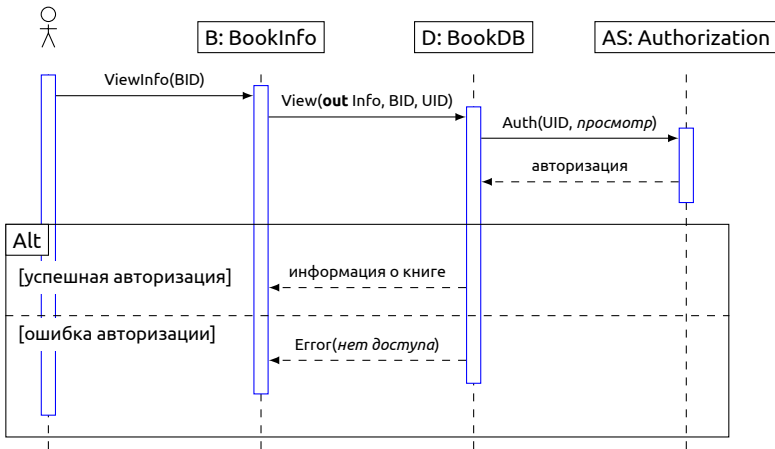 B: BookInfo
D: BookDB
AS: Authorization
ViewInfo(BID)
View(out Info, BID, UID)
Auth(UID, просмотр)
авторизация
Alt
[успешная авторизация]
информация о книге
[ошибка авторизации]
Error(нет доступа)